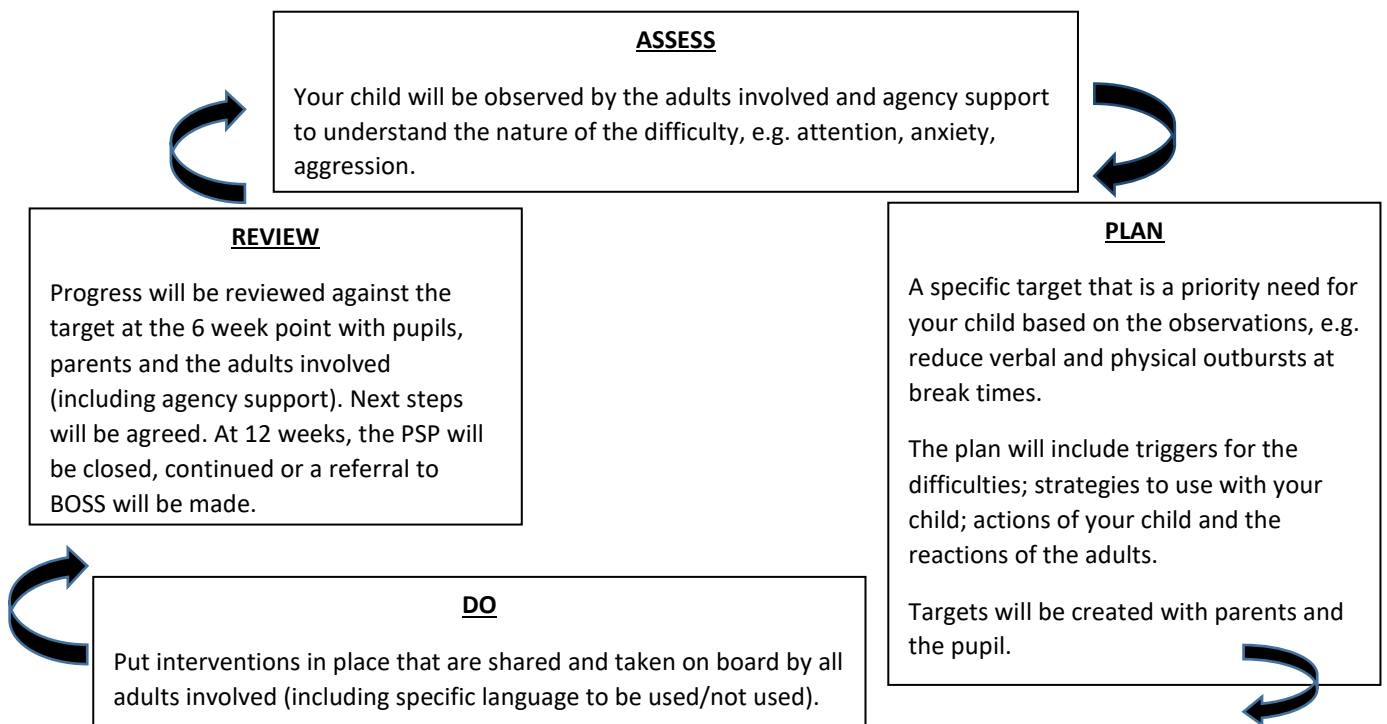 ASSESS
Your child will be observed by the adults involved and agency support
to understand the nature of the difficulty, e.g. attention, anxiety,
aggression.
PLAN
A specific target that is a priority need for
your child based on the observations, e.g.
reduce verbal and physical outbursts at
break times.
The plan will include triggers for the
difficulties; strategies to use with your
child; actions of your child and the
reactions of the adults.
Targets will be created with parents and
the pupil.
DO
Put interventions in place that are shared and taken on board by all
adults involved (including specific language to be used/not used).
REVIEW
Progress will be reviewed against the
target at the 6 week point with pupils,
parents and the adults involved
(including agency support). Next steps
will be agreed. At 12 weeks, the PSP will
be closed, continued or a referral to
BOSS will be made.